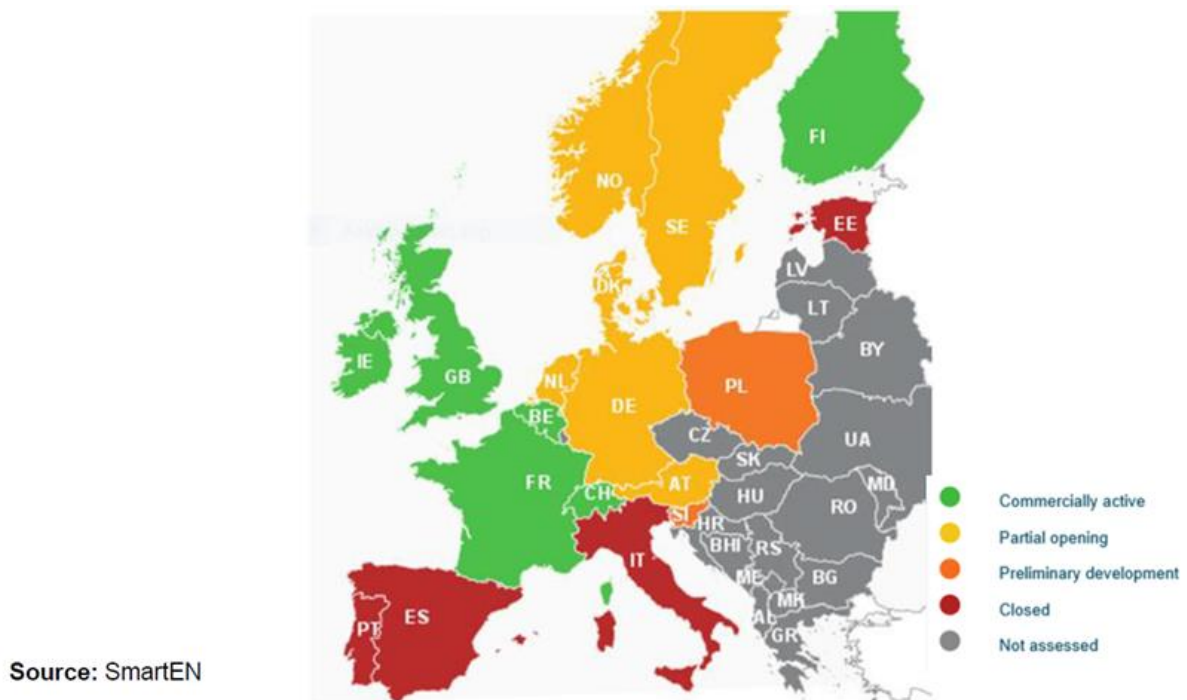 FI
NO
SE
EE
LV
DK
LT
BY
IE
GB
NL
PL
DE
BE
CZ
UA
SK
FR
AT
MD
CH
HU
RO
SI
HR
BHI
RS
IT
ME
BG
MK
PT
ES
AL
GR
Commercially active
Partial opening
Preliminary development
Closed
Not assessed
Source: SmartEN